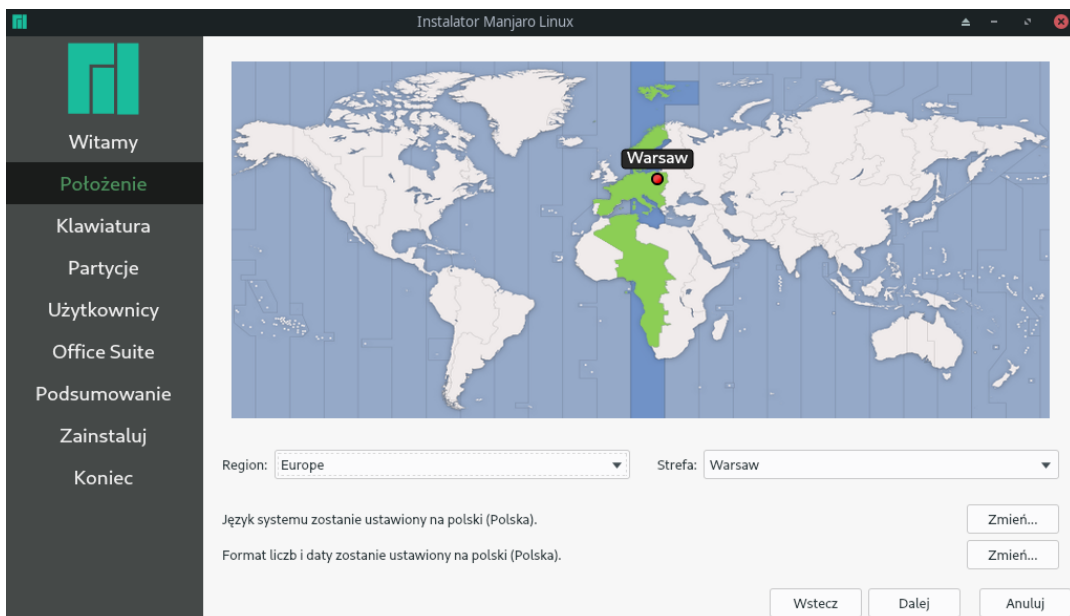 Instalator Manjaro Linux
Witamy
Położenie
Klawiatura
Partycje
Użytkownicy
Office Suite
Podsumowanie
Zainstaluj
Koniec
Warsaw
Region: Europe
Strefa: Warsaw
Język systemu zostanie ustawiony na polski (Polska).
Zmień...
Format liczb i daty zostanie ustawiony na polski (Polska).
Zmień...
Wstecz
Dalej
Anuluj